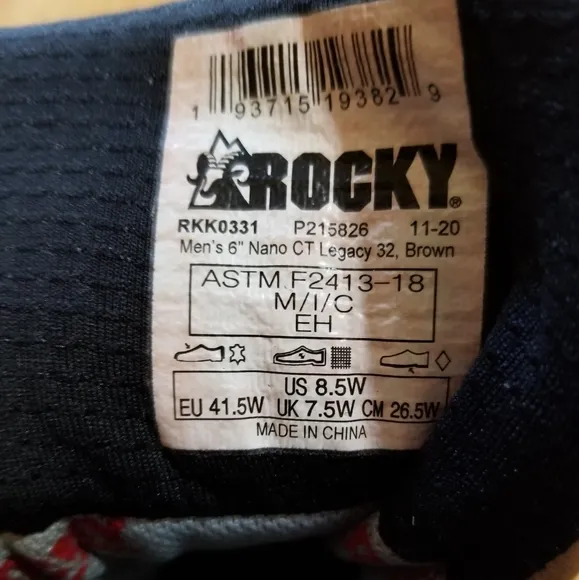 1 93715 19382 9
ROCKY®
RKK0331 P215826 11-20
Men's 6" Nano CT Legacy 32, Brown
ASTM F2413-18
M/I/C
EH
US 8.5W
EU 41.5W UK 7.5W CM 26.5W
MADE IN CHINA